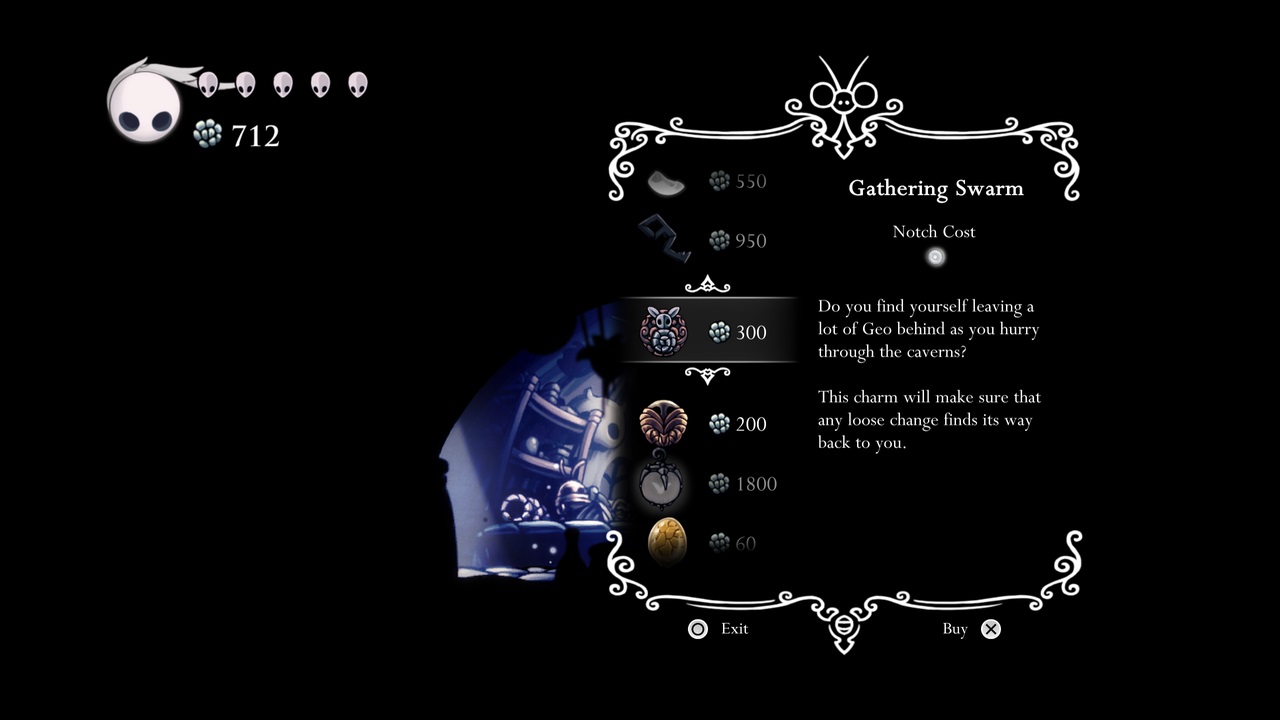 712
550
950
300
200
1800
60
Gathering Swarm
Notch Cost
Do you find yourself leaving a
lot of Geo behind as you hurry
through the caverns?
This charm will make sure that
any loose change finds its way
back to you.
Exit
Buy